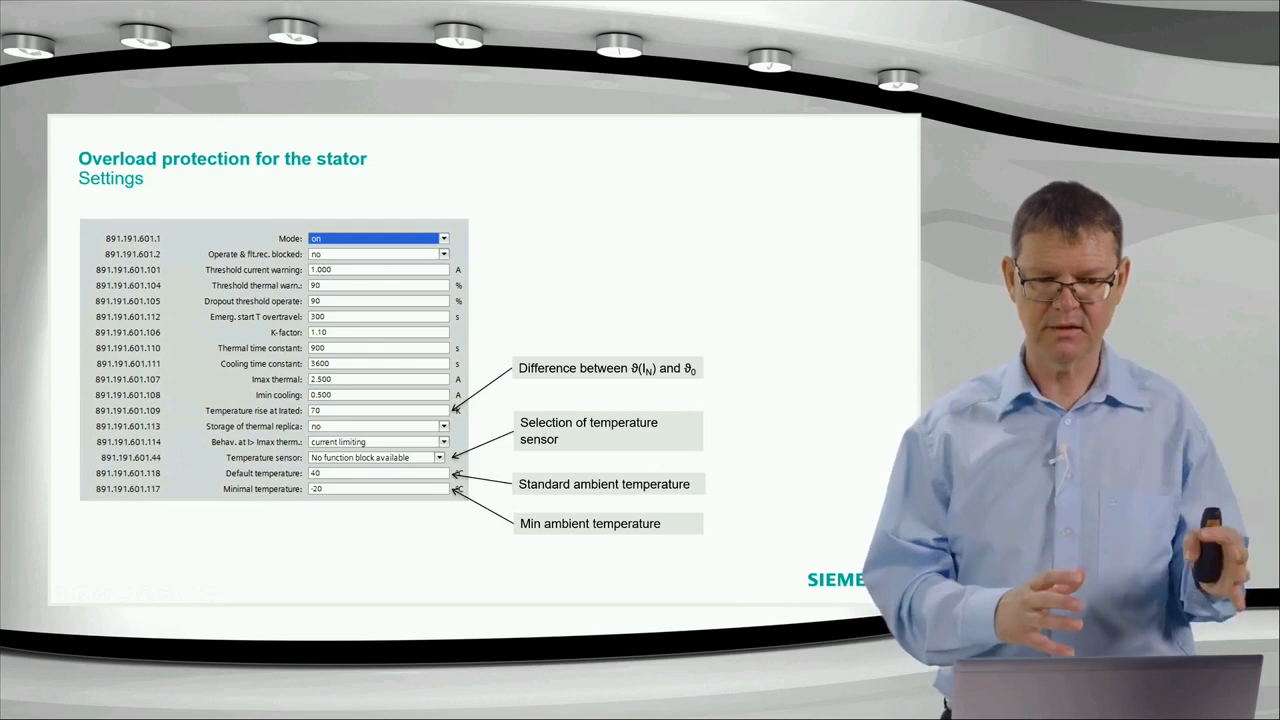 Overload protection for the stator
Settings
891.191.601.1 Mode: on
891.191.601.2 Operate & flt.rec. blocked: no
891.191.601.101 Threshold current warning: 1.000 A
891.191.601.104 Threshold thermal warn.: 90 %
891.191.601.105 Dropout threshold operate: 90 %
891.191.601.112 Emerg. start T overtravel: 300 s
891.191.601.106 K-factor: 1.10
891.191.601.110 Thermal time constant: 900 s
891.191.601.111 Cooling time constant: 3600 s
891.191.601.107 Imax thermal: 2.500 A
891.191.601.108 Imin cooling: 0.500 A
891.191.601.109 Temperature rise at Irated: 70 K
891.191.601.113 Storage of thermal replica: no
891.191.601.114 Behav. at I> Imax therm.: current limiting
891.191.601.44 Temperature sensor: No function block available
891.191.601.118 Default temperature: 40 °C
891.191.601.117 Minimal temperature: -20 °C
Difference between ϑ(I_N) and ϑ_0
Selection of temperature
sensor
Standard ambient temperature
Min ambient temperature
SIEME